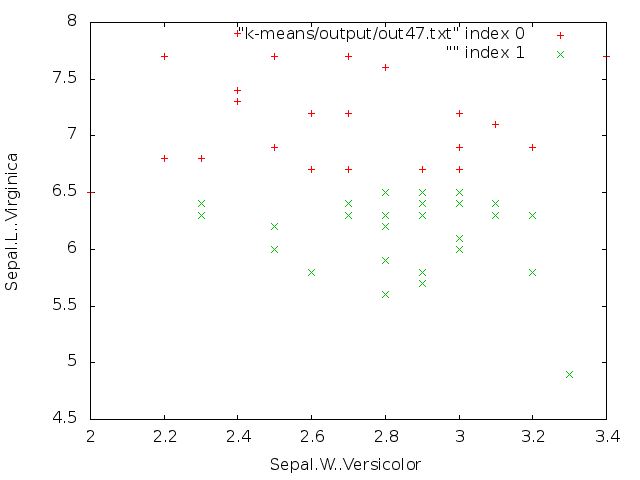 8
"k-means/output/out47.txt" index 0
"" index 1
7.5
7
6.5
6
5.5
5
4.5
Sepal.L..Virginica
2 2.2 2.4 2.6 2.8 3 3.2 3.4
Sepal.W..Versicolor